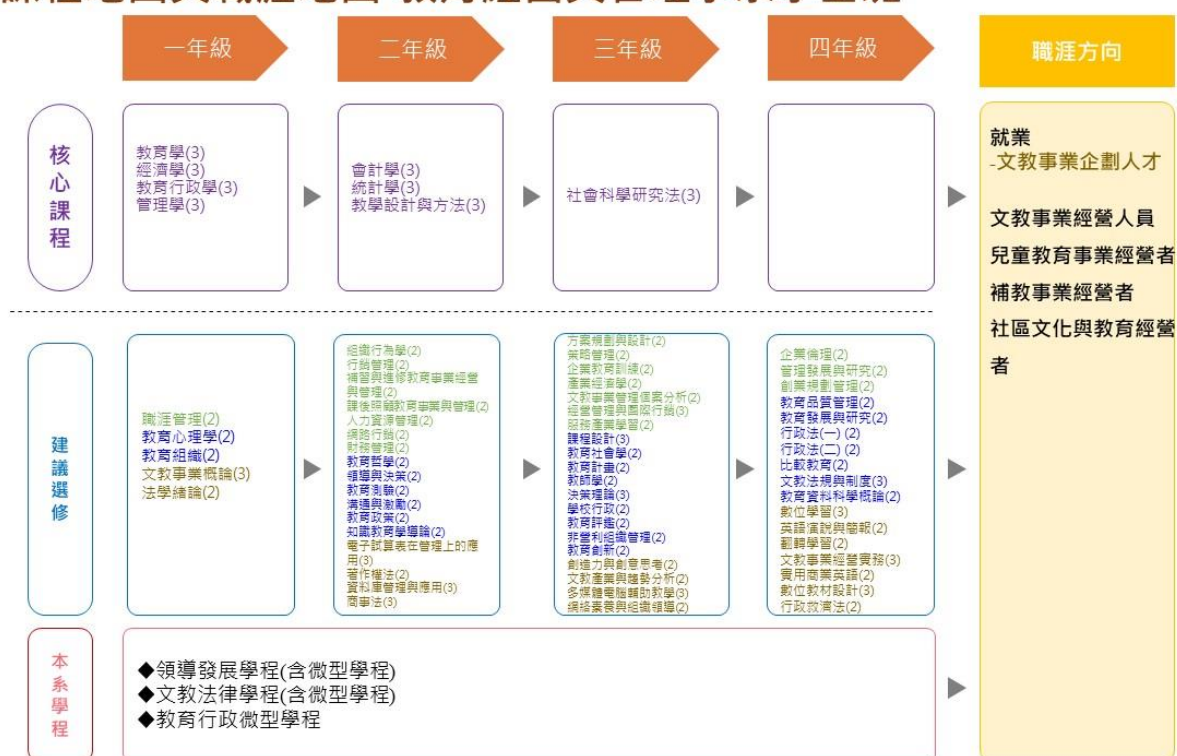 課程地圖與職涯地圖-教育經營與管理學系學士班
一年級
二年級
三年級
四年級
職涯方向
核心課程
教育學(3)
經濟學(3)
教育行政學(3)
管理學(3)
會計學(3)
統計學(3)
教學設計與方法(3)
社會科學研究法(3)
就業
-文教事業企劃人才
文教事業經營人員
兒童教育事業經營者
補教事業經營者
社區文化與教育經營
者
建議選修
職涯管理(2)
教育心理學(2)
教育組織(2)
文教事業概論(3)
法學緒論(2)
組織行為學(2)
行銷管理(2)
補習與進修教育事業經營
與管理(2)
課後照顧教育事業與管理(2)
人力資源管理(2)
網路行銷(2)
財務管理(2)
教育哲學(2)
領導與決策(2)
教育測驗(2)
溝通與激勵(2)
教育政策(2)
知識教育學導論(2)
電子試算表在管理上的應
用(3)
著作權法(2)
資料庫管理與應用(3)
商事法(3)
方案規劃與設計(2)
策略管理(2)
企業教育訓練(2)
產業經濟學(2)
文教事業管理個案分析(2)
經營管理與國際行銷(3)
服務產業學習(2)
課程設計(3)
教育社會學(2)
教育計畫(2)
教師學(2)
決策理論(3)
學校行政(2)
教育評鑑(2)
非營利組織管理(2)
教育創新(2)
創造力與創意思考(2)
文教產業與趨勢分析(2)
多媒體電腦輔助教學(3)
網絡素養與組織領導(2)
企業倫理(2)
管理發展與研究(2)
創業規劃管理(2)
教育品質管理(2)
教育發展與研究(2)
行政法(一) (2)
行政法(二) (2)
比較教育(2)
文教法規與制度(3)
教育資料科學概論(2)
數位學習(3)
英語演說與簡報(2)
翻轉學習(2)
文教事業經營實務(3)
實用商業英語(2)
數位教材設計(3)
行政救濟法(2)
本系學程
◆領導發展學程(含微型學程)
◆文教法律學程(含微型學程)
◆教育行政微型學程